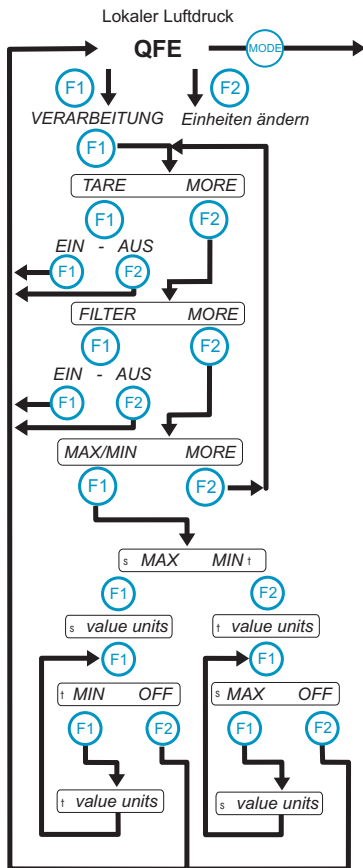 Lokaler Luftdruck
QFE MODE
F1 F2
VERARBEITUNG Einheiten ändern
F1
TARE MORE
F1 F2
EIN - AUS
F1 F2
FILTER MORE
F1 F2
EIN - AUS
F1 F2
MAX/MIN MORE
F1 F2
s MAX MIN t
F1 F2
s value units t value units
F1 F1
t MIN OFF s MAX OFF
F1 F2 F1 F2
t value units s value units